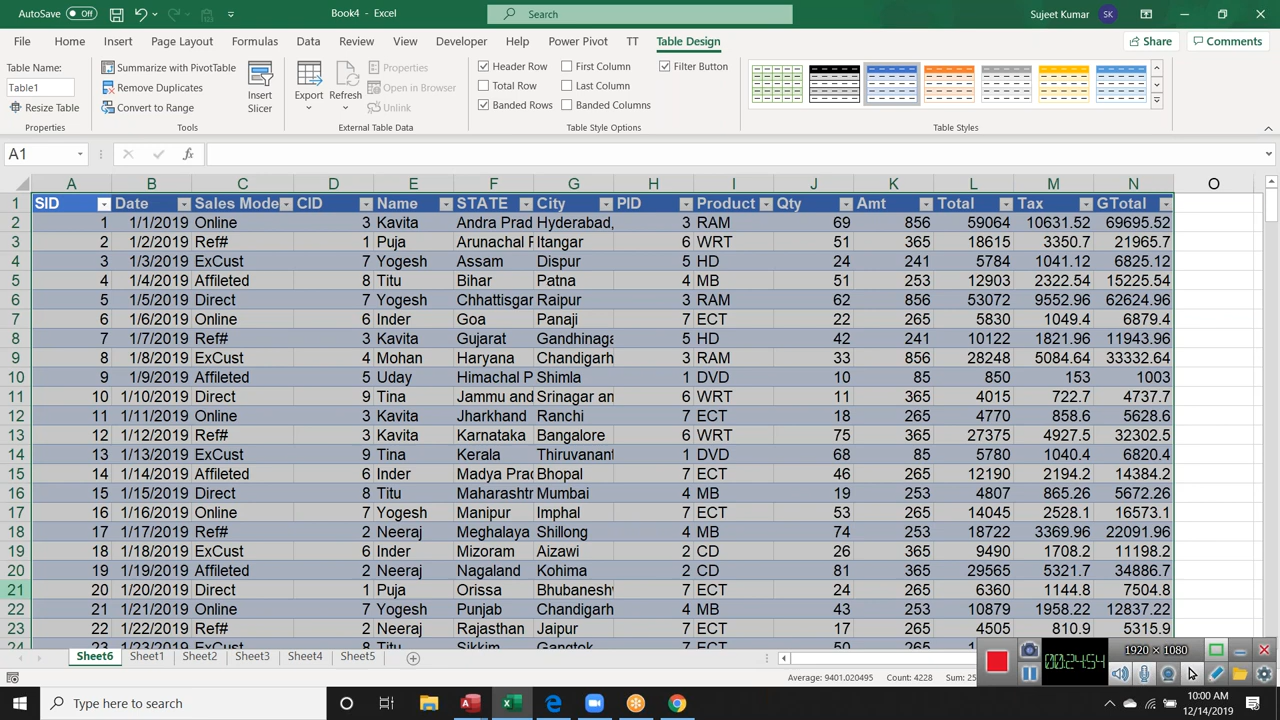 AutoSave Off Book4 - Excel Search Sujeet Kumar SK
File Home Insert Page Layout Formulas Data Review View Developer Help Power Pivot TT Table Design Share Comments
Table Name:
Table1
Resize Table
Properties
Summarize with PivotTable
Remove Duplicates
Convert to Range
Tools
Insert
Slicer
Export
Refresh
Properties
Open in Browser
Unlink
External Table Data
Header Row First Column Filter Button
Total Row Last Column
Banded Rows Banded Columns
Table Style Options
Table Styles
A1 fx
A B C D E F G H I J K L M N O
1 SID Date Sales Mode CID Name STATE City PID Product Qty Amt Total Tax GTotal
2 1 1/1/2019 Online 3 Kavita Andra Prad Hyderabad, 3 RAM 69 856 59064 10631.52 69695.52
3 2 1/2/2019 Ref# 1 Puja Arunachal P Itangar 6 WRT 51 365 18615 3350.7 21965.7
4 3 1/3/2019 ExCust 7 Yogesh Assam Dispur 5 HD 24 241 5784 1041.12 6825.12
5 4 1/4/2019 Affileted 8 Titu Bihar Patna 4 MB 51 253 12903 2322.54 15225.54
6 5 1/5/2019 Direct 7 Yogesh Chhattisgar Raipur 3 RAM 62 856 53072 9552.96 62624.96
7 6 1/6/2019 Online 6 Inder Goa Panaji 7 ECT 22 265 5830 1049.4 6879.4
8 7 1/7/2019 Ref# 3 Kavita Gujarat Gandhinaga 5 HD 42 241 10122 1821.96 11943.96
9 8 1/8/2019 ExCust 4 Mohan Haryana Chandigarh 3 RAM 33 856 28248 5084.64 33332.64
10 9 1/9/2019 Affileted 5 Uday Himachal P Shimla 1 DVD 10 85 850 153 1003
11 10 1/10/2019 Direct 9 Tina Jammu and Srinagar an 6 WRT 11 365 4015 722.7 4737.7
12 11 1/11/2019 Online 3 Kavita Jharkhand Ranchi 7 ECT 18 265 4770 858.6 5628.6
13 12 1/12/2019 Ref# 3 Kavita Karnataka Bangalore 6 WRT 75 365 27375 4927.5 32302.5
14 13 1/13/2019 ExCust 9 Tina Kerala Thiruvanant 1 DVD 68 85 5780 1040.4 6820.4
15 14 1/14/2019 Affileted 6 Inder Madya Prad Bhopal 7 ECT 46 265 12190 2194.2 14384.2
16 15 1/15/2019 Direct 8 Titu Maharashtr Mumbai 4 MB 19 253 4807 865.26 5672.26
17 16 1/16/2019 Online 7 Yogesh Manipur Imphal 7 ECT 53 265 14045 2528.1 16573.1
18 17 1/17/2019 Ref# 2 Neeraj Meghalaya Shillong 4 MB 74 253 18722 3369.96 22091.96
19 18 1/18/2019 ExCust 6 Inder Mizoram Aizawi 2 CD 26 365 9490 1708.2 11198.2
20 19 1/19/2019 Affileted 2 Neeraj Nagaland Kohima 2 CD 81 365 29565 5321.7 34886.7
21 20 1/20/2019 Direct 1 Puja Orissa Bhubanesh 7 ECT 24 265 6360 1144.8 7504.8
22 21 1/21/2019 Online 7 Yogesh Punjab Chandigarh 4 MB 43 253 10879 1958.22 12837.22
23 22 1/22/2019 Ref# 2 Neeraj Rajasthan Jaipur 7 ECT 17 265 4505 810.9 5315.9
24 23 1/23/2019 ExCust 8 Titu Sikkim Gangtok
Sheet6 Sheet1 Sheet2 Sheet3 Sheet4 Sheet5
Average: 9401.020495 Count: 4228 Sum: 25
00:24:54 1920 × 1080
Type here to search
10:00 AM
12/14/2019